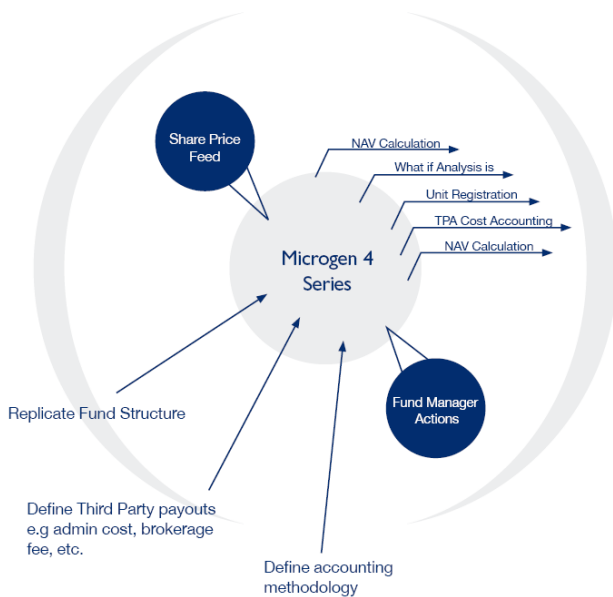 Share Price
Feed
NAV Calculation
What if Analysis is
Unit Registration
TPA Cost Accounting
NAV Calculation
Microgen 4
Series
Fund Manager
Actions
Replicate Fund Structure
Define Third Party payouts
e.g admin cost, brokerage
fee, etc.
Define accounting
methodology